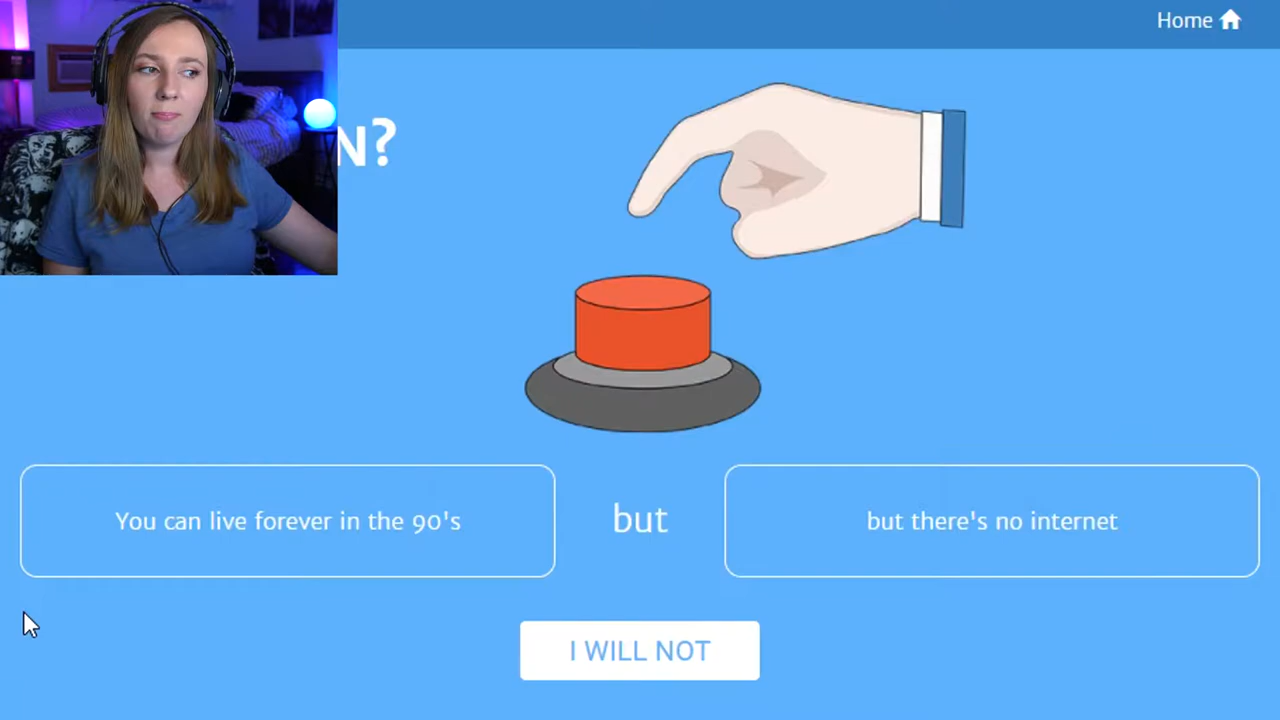 Home
N?
You can live forever in the 90's
but
but there's no internet
I WILL NOT